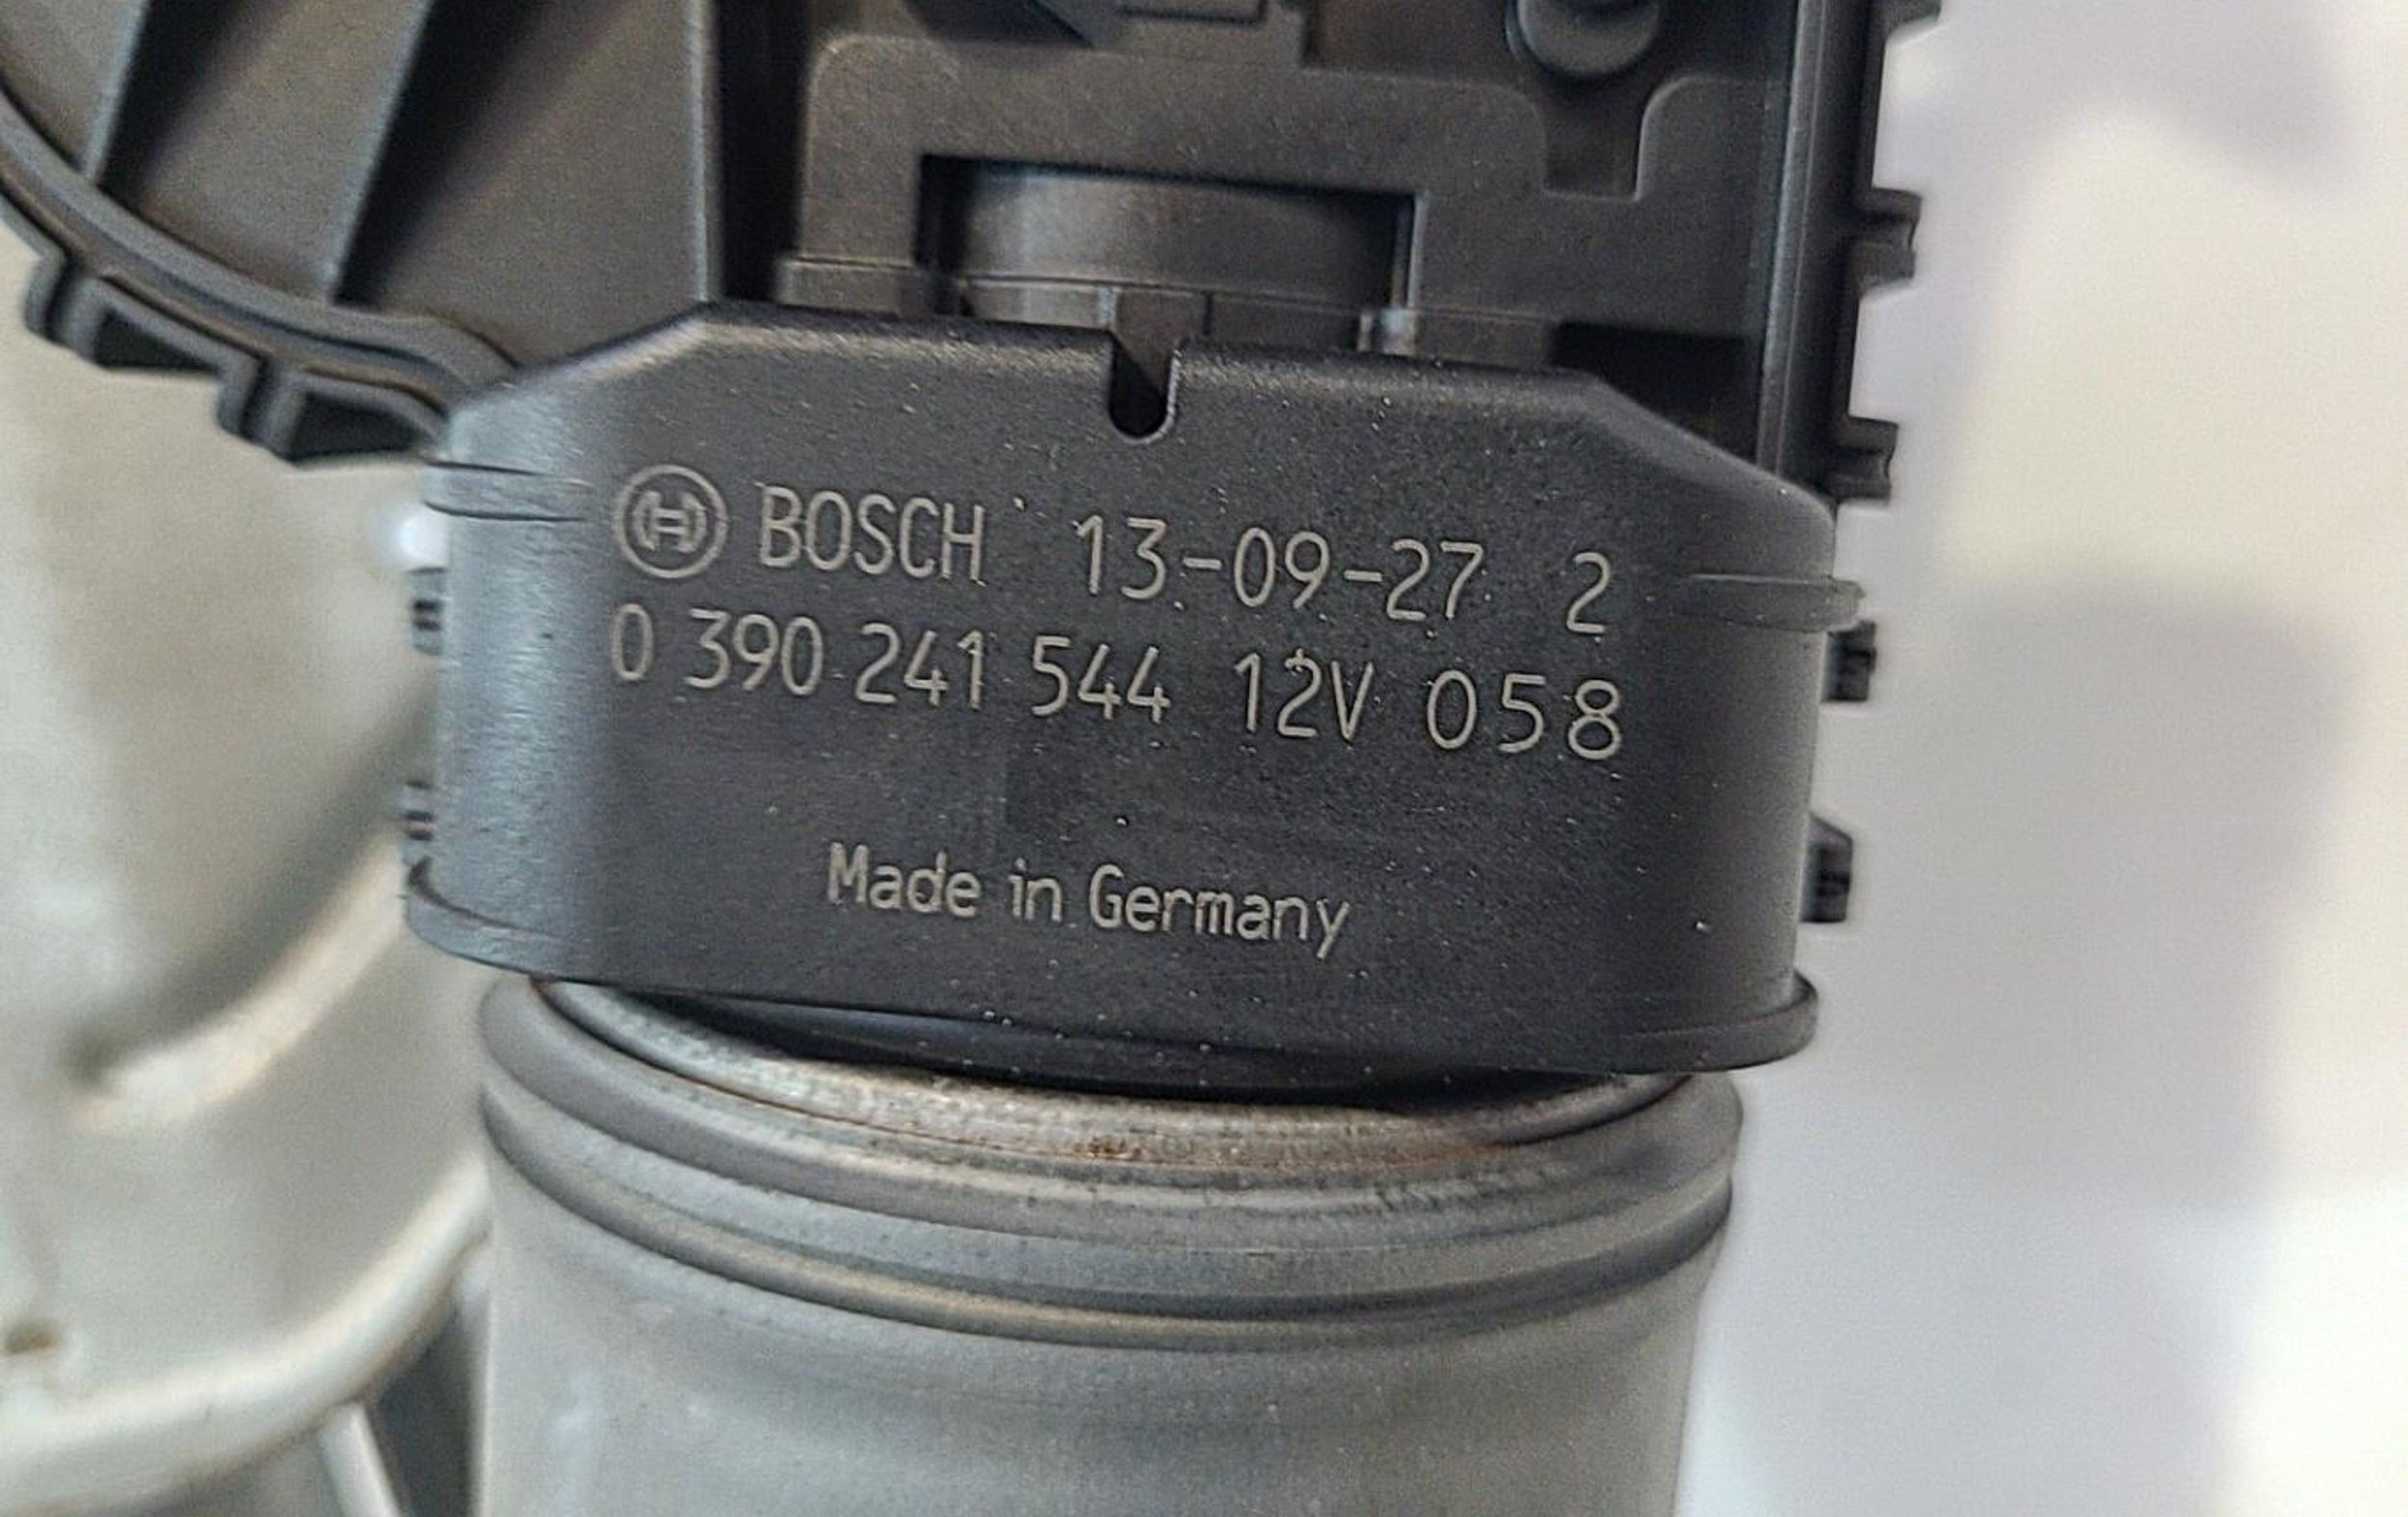 BOSCH 13-09-27 2
0 390 241 544 12V 058
Made in Germany